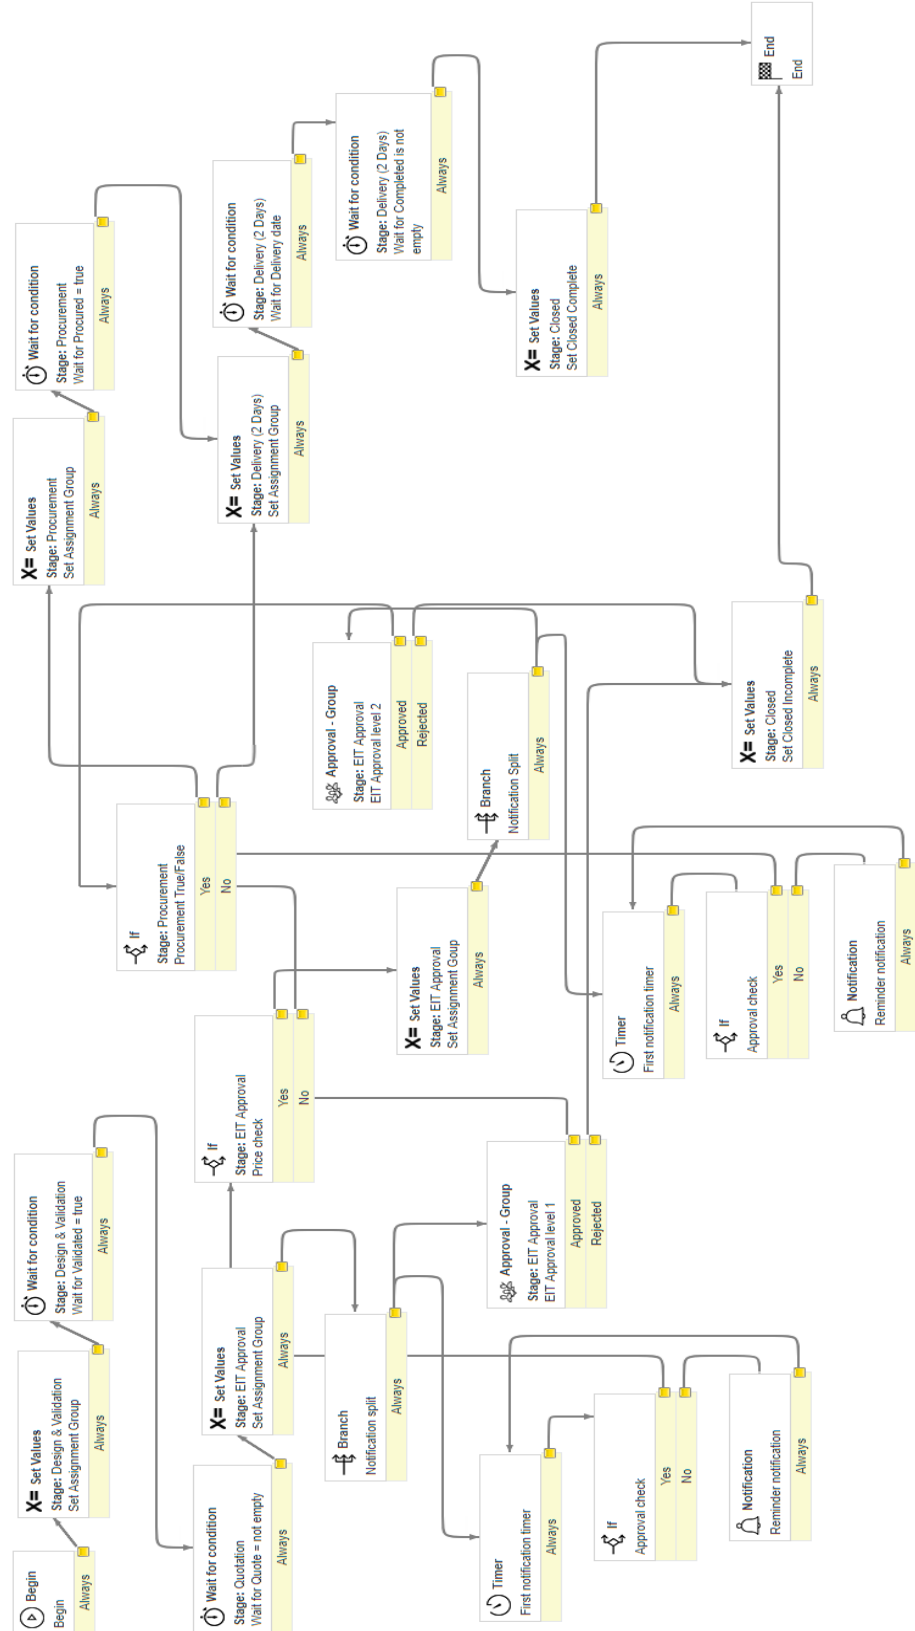 Begin
Begin
Always
Set Values
Stage: Design & Validation
Set Assignment Group
Always
Wait for condition
Stage: Design & Validation
Wait for Validated = true
Always
Wait for condition
Stage: Quotation
Wait for Quote = not empty
Always
X= Set Values
Stage: EIT Approval
Set Assignment Group
Always
Branch
Notification split
Always
Timer
First notification timer
Always
If
Approval check
Yes
No
Notification
Reminder notification
Always
Approval - Group
Stage: EIT Approval
EIT Approval level 1
Approved
Rejected
If
Stage: EIT Approval
Price check
Yes
No
X= Set Values
Stage: EIT Approval
Set Assignment Goup
Always
Branch
Notification Split
Always
Timer
First notification timer
Always
If
Approval check
Yes
No
Notification
Reminder notification
Always
Approval - Group
Stage: EIT Approval
EIT Approval level 2
Approved
Rejected
If
Stage: Procurement
Procurement True/False
Yes
No
X= Set Values
Stage: Procurement
Set Assignment Group
Always
Wait for condition
Stage: Procurement
Wait for Procured = true
Always
X= Set Values
Stage: Delivery (2 Days)
Set Assignment Group
Always
Wait for condition
Stage: Delivery (2 Days)
Wait for Delivery date
Always
Wait for condition
Stage: Delivery (2 Days)
Wait for Completed is not
empty
Always
X= Set Values
Stage: Closed
Set Closed Complete
Always
X= Set Values
Stage: Closed
Set Closed Incomplete
Always
End
End